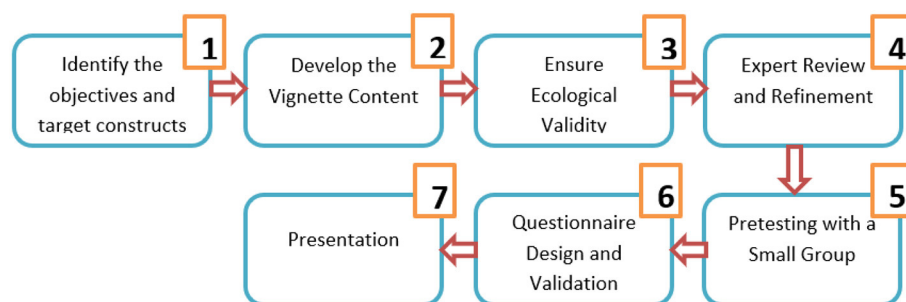 1
Identify the
objectives and
target constructs
2
Develop the
Vignette Content
3
Ensure
Ecological
Validity
4
Expert Review
and Refinement
5
Pretesting with a
Small Group
6
Questionnaire
Design and
Validation
7
Presentation